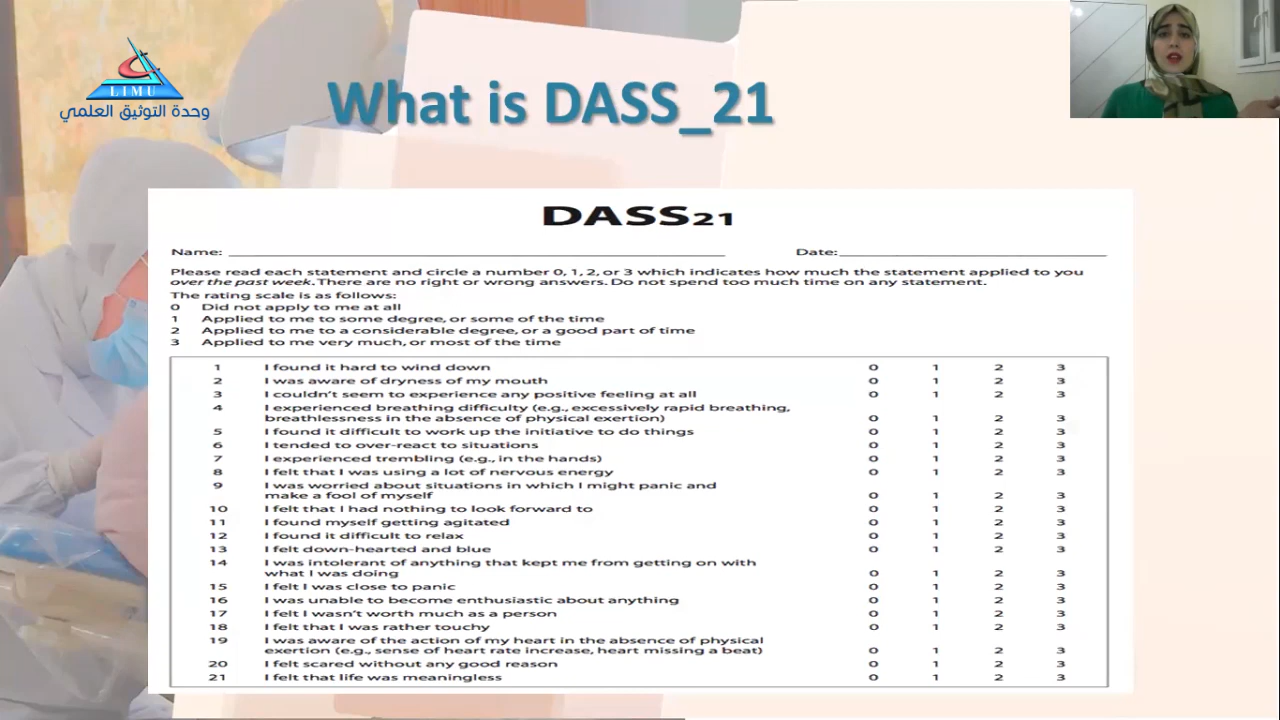 LIMU
وحدة التوثيق العلمي
What is DASS_21
DASS21
Name:
Date:
Please read each statement and circle a number 0, 1, 2, or 3 which indicates how much the statement applied to you
over the past week. There are no right or wrong answers. Do not spend too much time on any statement.
The rating scale is as follows:
0 Did not apply to me at all
1 Applied to me to some degree, or some of the time
2 Applied to me to a considerable degree, or a good part of time
3 Applied to me very much, or most of the time
1 I found it hard to wind down 0 1 2 3
2 I was aware of dryness of my mouth 0 1 2 3
3 I couldn't seem to experience any positive feeling at all 0 1 2 3
4 I experienced breathing difficulty (e.g., excessively rapid breathing,
breathlessness in the absence of physical exertion) 0 1 2 3
5 I found it difficult to work up the initiative to do things 0 1 2 3
6 I tended to over-react to situations 0 1 2 3
7 I experienced trembling (e.g., in the hands) 0 1 2 3
8 I felt that I was using a lot of nervous energy 0 1 2 3
9 I was worried about situations in which I might panic and
make a fool of myself 0 1 2 3
10 I felt that I had nothing to look forward to 0 1 2 3
11 I found myself getting agitated 0 1 2 3
12 I found it difficult to relax 0 1 2 3
13 I felt down-hearted and blue 0 1 2 3
14 I was intolerant of anything that kept me from getting on with
what I was doing 0 1 2 3
15 I felt I was close to panic 0 1 2 3
16 I was unable to become enthusiastic about anything 0 1 2 3
17 I felt I wasn't worth much as a person 0 1 2 3
18 I felt that I was rather touchy 0 1 2 3
19 I was aware of the action of my heart in the absence of physical
exertion (e.g., sense of heart rate increase, heart missing a beat) 0 1 2 3
20 I felt scared without any good reason 0 1 2 3
21 I felt that life was meaningless 0 1 2 3